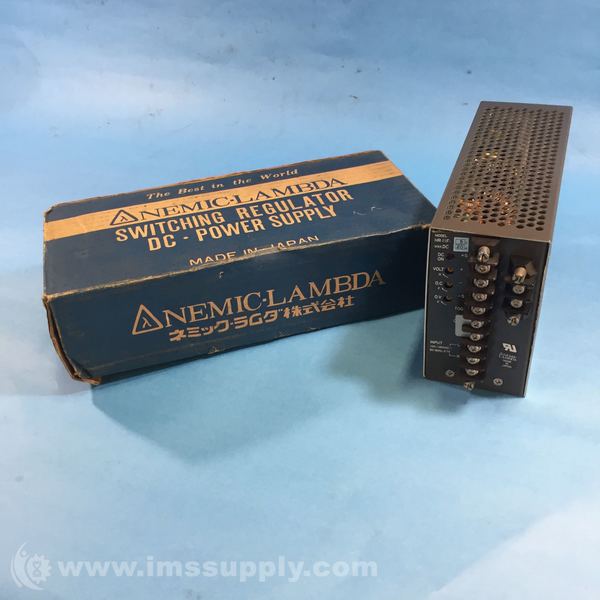 The Best in the World
NEMIC-LAMBDA
SWITCHING REGULATOR
DC - POWER SUPPLY
MADE IN JAPAN
NEMIC-LAMBDA
ネミック・ラムダ株式会社
MODEL
DC
ON
VOLT
INPUT
www.imssupply.com